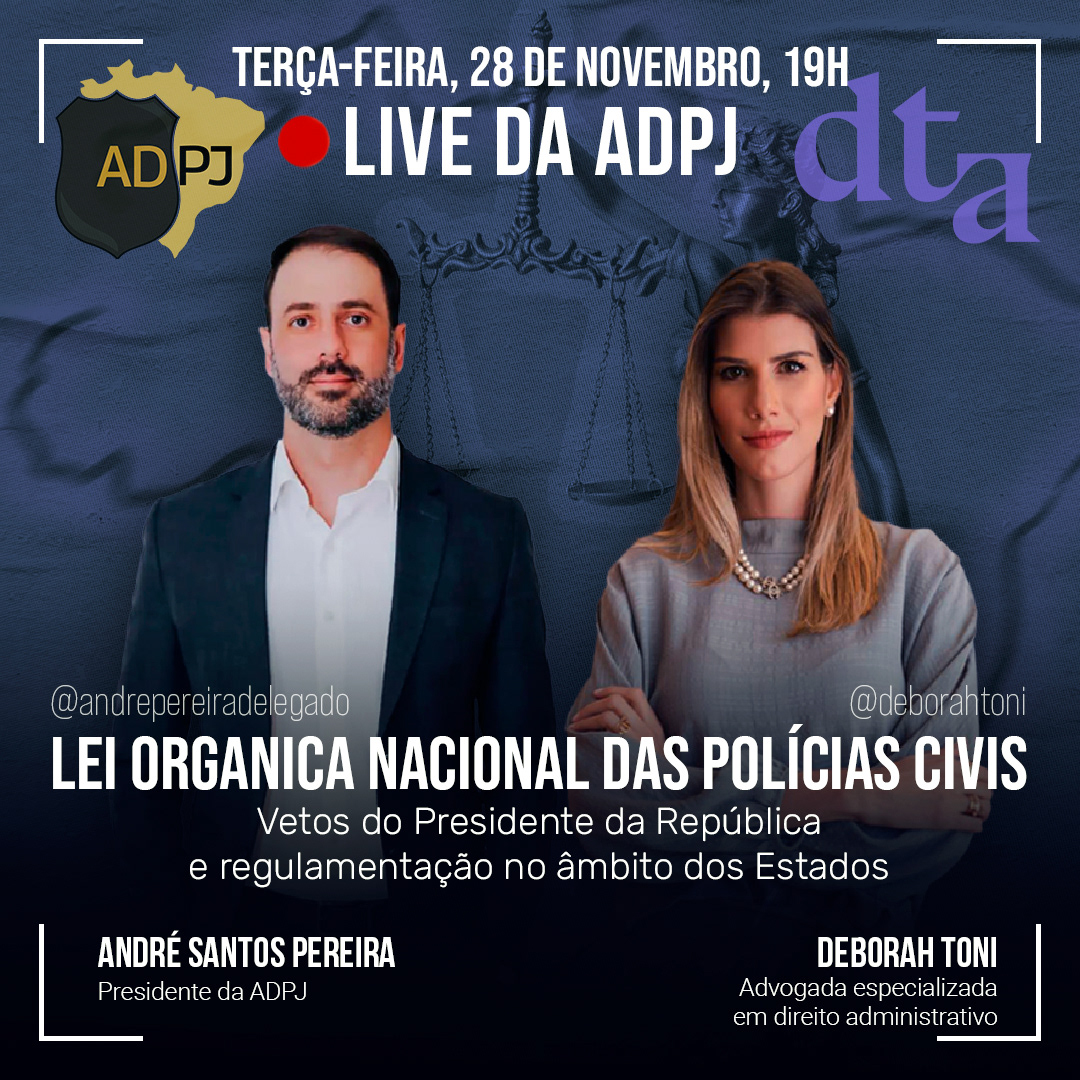 TERÇA-FEIRA, 28 DE NOVEMBRO, 19H
LIVE DA ADPJ
ADPJ
dta
@andrepereiradelegado
@deborahtoni
LEI ORGANICA NACIONAL DAS POLÍCIAS CIVIS
Vetos do Presidente da República
e regulamentação no âmbito dos Estados
ANDRÉ SANTOS PEREIRA
Presidente da ADPJ
DEBORAH TONI
Advogada especializada
em direito administrativo